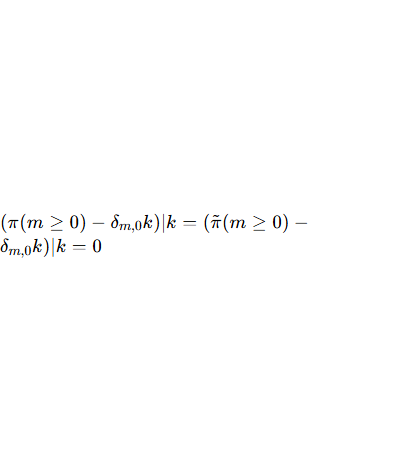 (π(m ≥ 0) − δ_{m,0}k)|k = (π̃(m ≥ 0) −
δ_{m,0}k)|k = 0